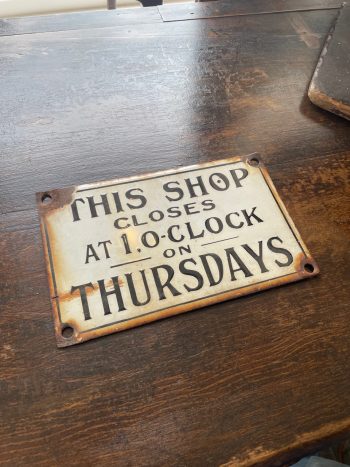 THIS SHOP
CLOSES
AT 1.O-CLOCK
ON
THURSDAYS